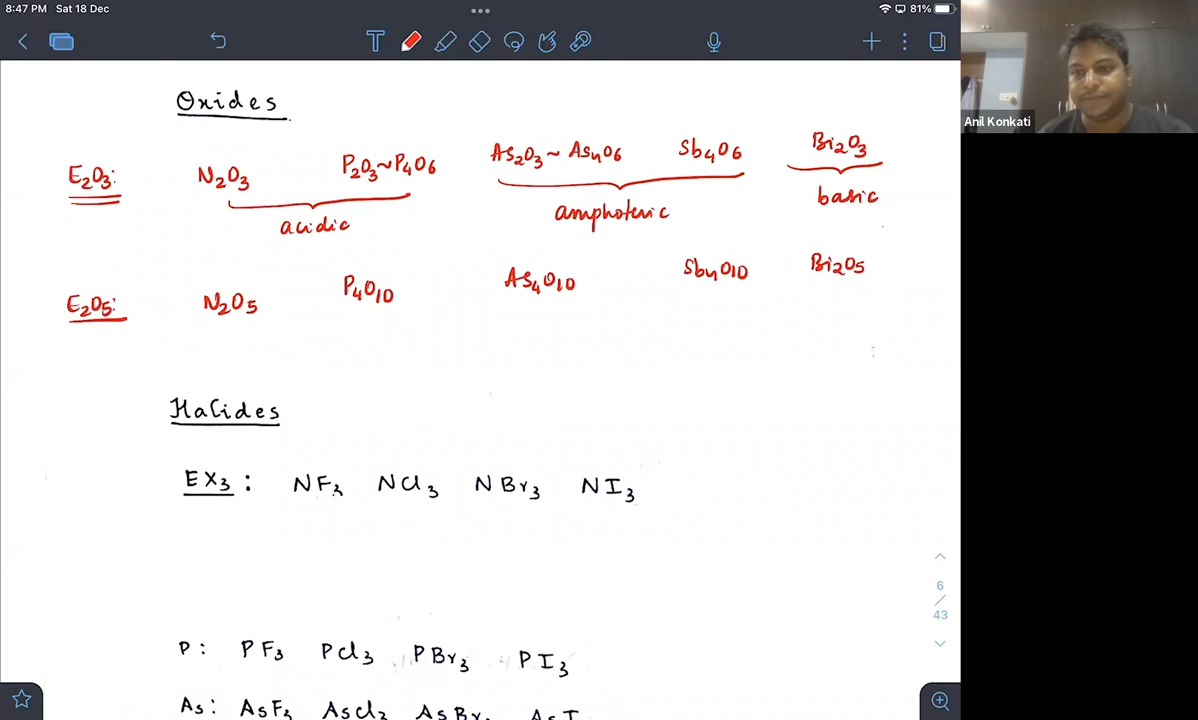 8:47 PM Sat 18 Dec 81%
Anil Konkati
Oxides
E2O3: N2O3 P2O3~P4O6 As2O3~As4O6 Sb4O6 Bi2O3
acidic amphoteric basic
E2O5: N2O5 P4O10 As4O10 Sb4O10 Bi2O5
Halides
EX3: NF3 NCl3 NBr3 NI3
6
/
43
P: PF3 PCl3 PBr3 PI3
As: AsF3 AsCl3 AsBr AsI